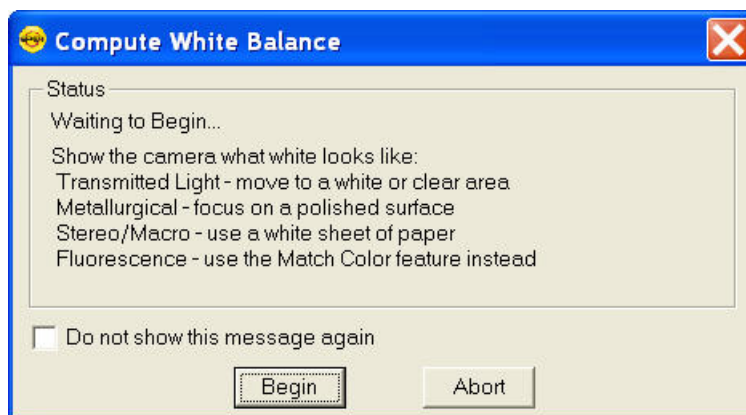 Compute White Balance
Status
Waiting to Begin...
Show the camera what white looks like:
Transmitted Light - move to a white or clear area
Metallurgical - focus on a polished surface
Stereo/Macro - use a white sheet of paper
Fluorescence - use the Match Color feature instead
Do not show this message again
Begin
Abort